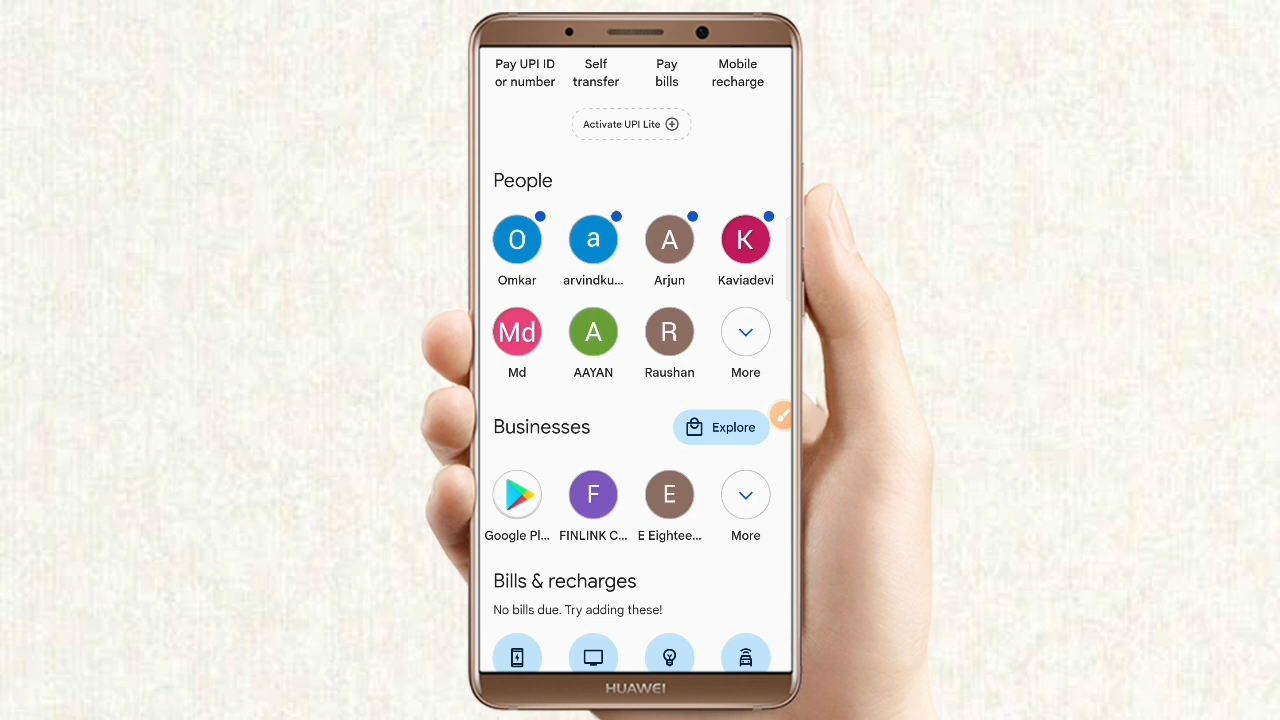 Pay UPI ID Self Pay Mobile
or number transfer bills recharge
Activate UPI Lite
People
O a A K
Omkar arvindku... Arjun Kaviadevi
Md A R
Md AAYAN Raushan More
Businesses Explore
F E
Google Pl... FINLINK C... E Eightee... More
Bills & recharges
No bills due. Try adding these!
HUAWEI